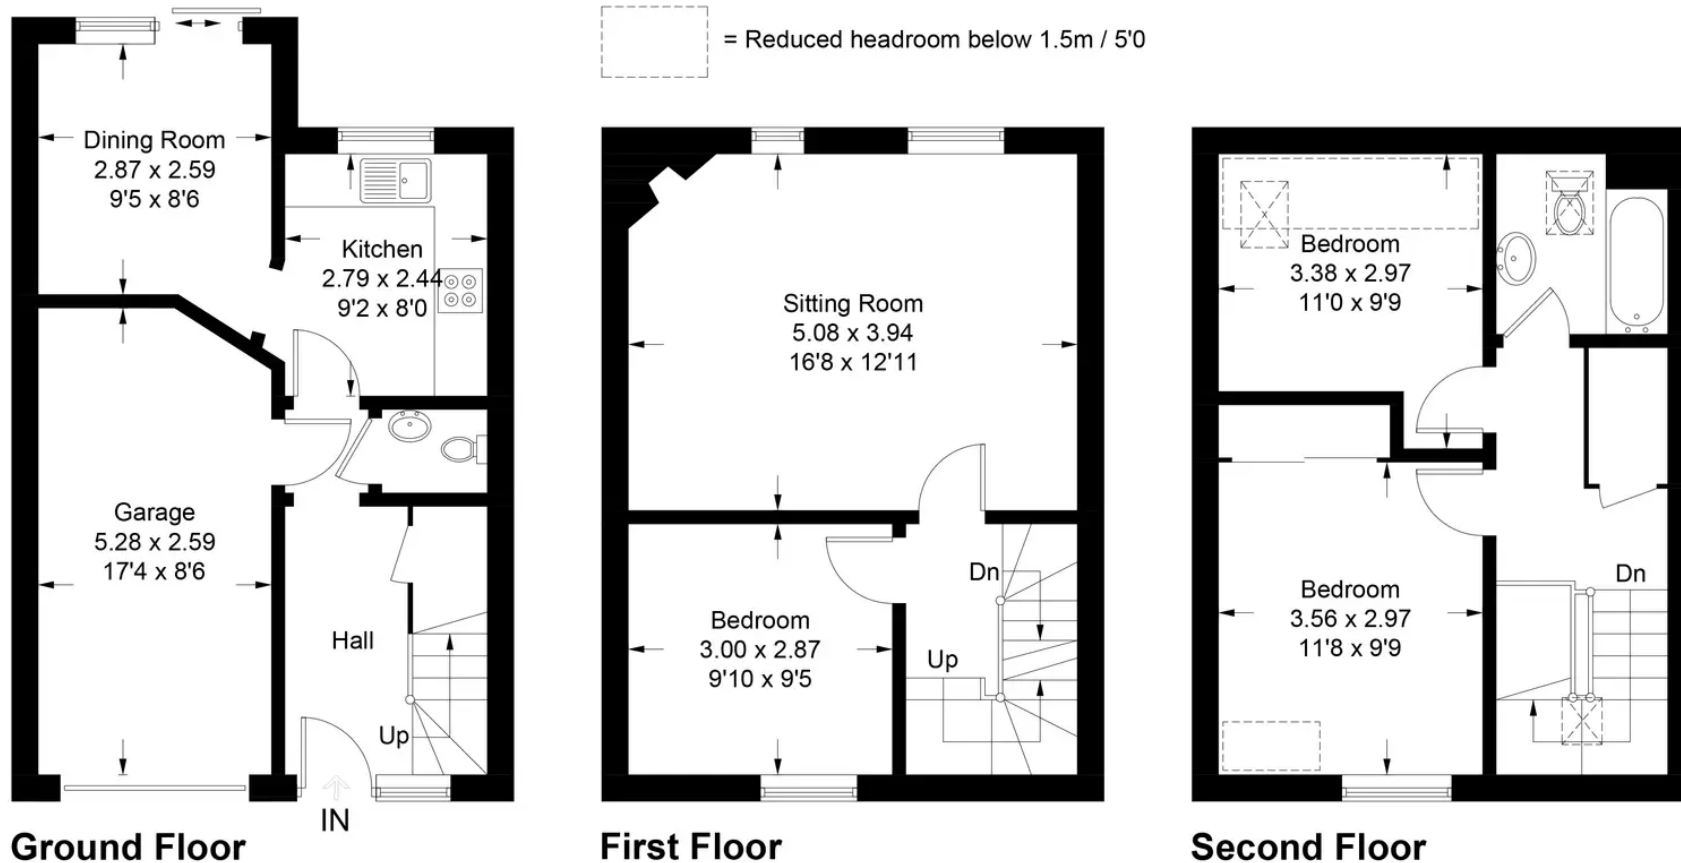 = Reduced headroom below 1.5m / 5'0
Dining Room
2.87 x 2.59
9'5 x 8'6
Kitchen
2.79 x 2.44
9'2 x 8'0
Garage
5.28 x 2.59
17'4 x 8'6
Hall
Up
IN
Ground Floor
Sitting Room
5.08 x 3.94
16'8 x 12'11
Bedroom
3.00 x 2.87
9'10 x 9'5
Dn
Up
First Floor
Bedroom
3.38 x 2.97
11'0 x 9'9
Bedroom
3.56 x 2.97
11'8 x 9'9
Dn
Second Floor